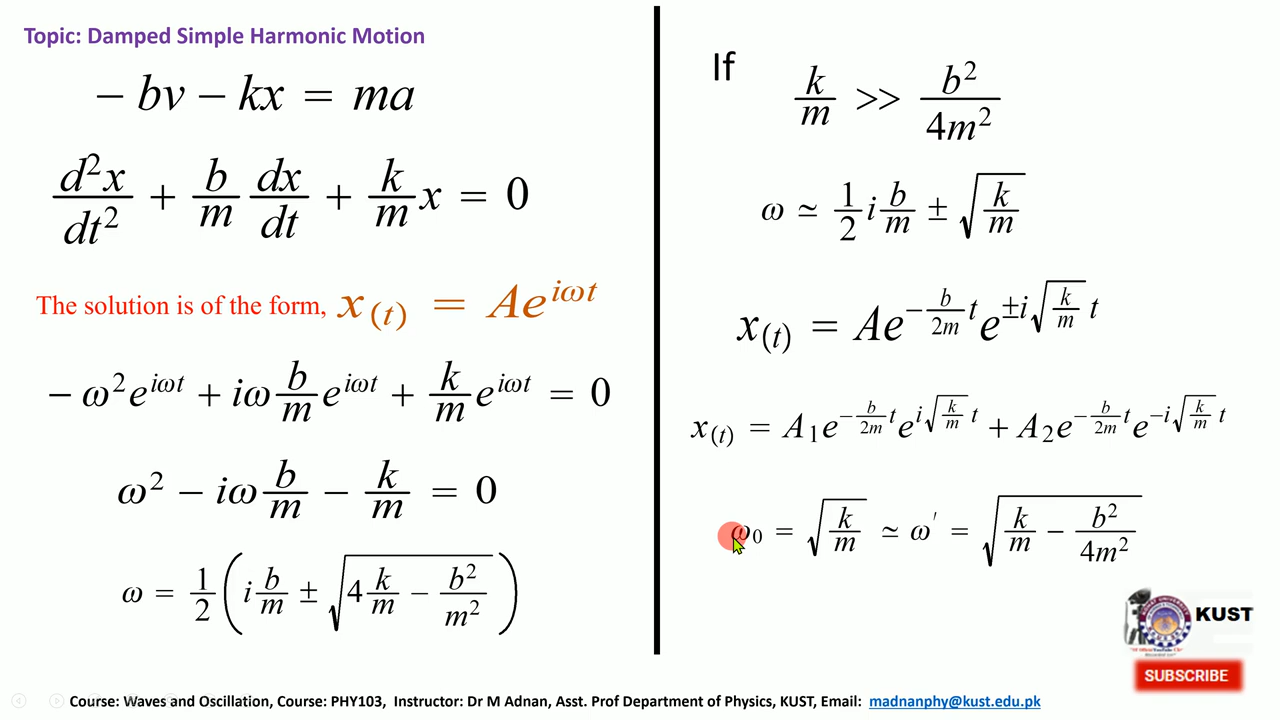 Topic: Damped Simple Harmonic Motion
− bv − kx = ma
d²x/dt² + b/m dx/dt + k/m x = 0
The solution is of the form, x(t) = Ae^{iωt}
− ω²e^{iωt} + iω b/m e^{iωt} + k/m e^{iωt} = 0
ω² − iω b/m − k/m = 0
ω = 1/2 (i b/m ± √(4 k/m − b²/m²))
If
k/m >> b²/4m²
ω ≃ 1/2 i b/m ± √(k/m)
x(t) = Ae^{−b/2m t} e^{±i√(k/m) t}
x(t) = A₁e^{−b/2m t} e^{i√(k/m) t} + A₂e^{−b/2m t} e^{−i√(k/m) t}
ω₀ = √(k/m) ≃ ω′ = √(k/m − b²/4m²)
KUST
SUBSCRIBE
Course: Waves and Oscillation, Course: PHY103, Instructor: Dr M Adnan, Asst. Prof Department of Physics, KUST, Email: madnanphy@kust.edu.pk